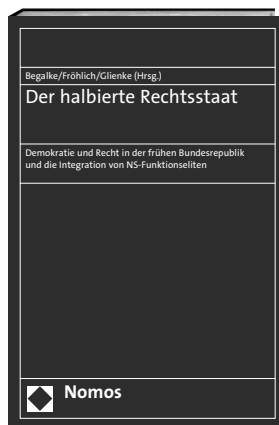 Begalke/Fröhlich/Glienke (Hrsg.)
Der halbierte Rechtsstaat
Demokratie und Recht in der frühen Bundesrepublik
und die Integration von NS-Funktionseliten
Nomos